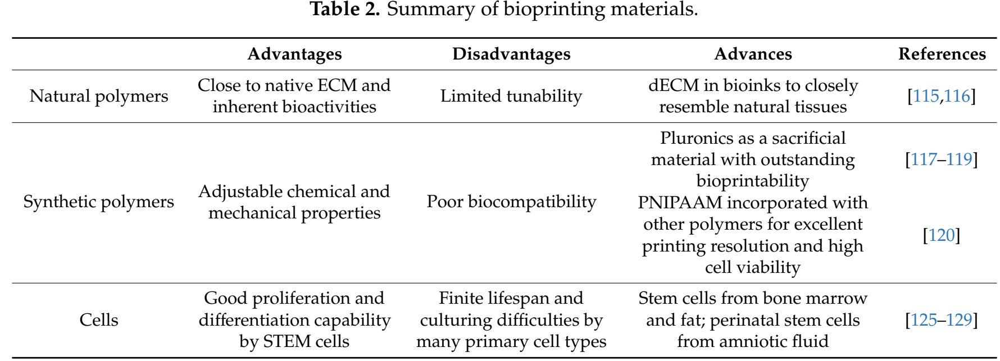 Table 2. Summary of bioprinting materials.
Advantages Disadvantages Advances References
Natural polymers
Close to native ECM and
inherent bioactivities
Limited tunability
dECM in bioinks to closely
resemble natural tissues
[115,116]
Synthetic polymers
Adjustable chemical and
mechanical properties
Poor biocompatibility
Pluronics as a sacrificial
material with outstanding
bioprintability
[117–119]
PNIPAAM incorporated with
other polymers for excellent
printing resolution and high
cell viability
[120]
Cells
Good proliferation and
differentiation capability
by STEM cells
Finite lifespan and
culturing difficulties by
many primary cell types
Stem cells from bone marrow
and fat; perinatal stem cells
from amniotic fluid
[125–129]